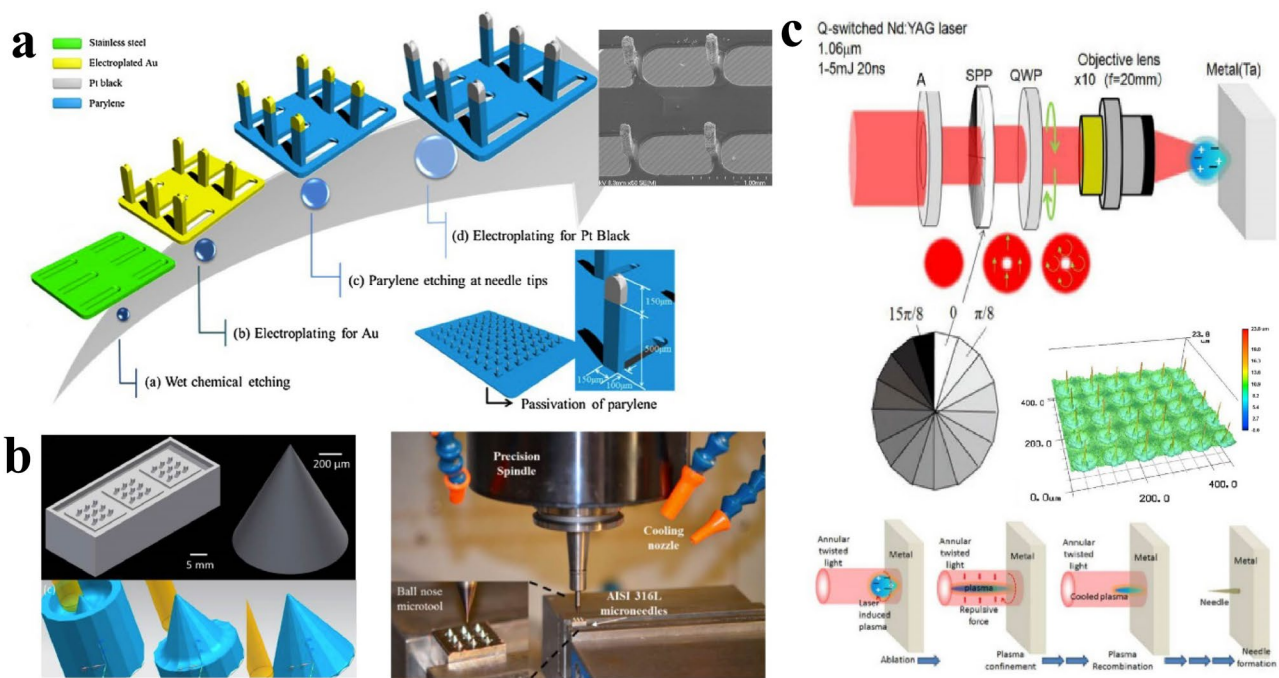 a
Stainless steel
Electroplated Au
Pt black
Parylene
1.00mm
(d) Electroplating for Pt Black
(c) Parylene etching at needle tips
(b) Electroplating for Au
(a) Wet chemical etching
150μm
500μm
150μm
100μm
Passivation of parylene
b
200 μm
5 mm
Precision
Spindle
Cooling
nozzle
Ball nose
microtool
AISI 316L
microneedles
c
Q-switched Nd:YAG laser
1.06μm
1-5mJ 20ns
A
SPP
QWP
Objective lens
x10 (f=20mm)
Metal(Ta)
+ − + − + −
15π/8
0
π/8
23.8
um
400.0
200.0
0.0um
200.0
400.0
Annular
twisted
light
Metal
Laser
induced
plasma
Annular
twisted
light
Metal
plasma
Repulsive
force
Annular
twisted
light
Metal
Cooled plasma
Metal
Needle
Ablation
Plasma
confinement
Plasma
Recombination
Needle
formation